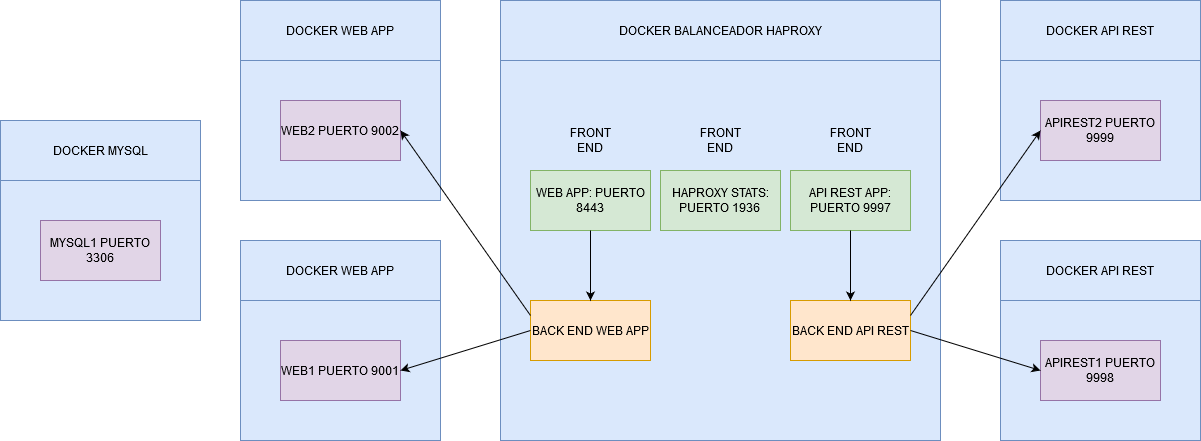 DOCKER WEB APP
DOCKER BALANCEADOR HAPROXY
DOCKER API REST
WEB2 PUERTO 9002
FRONT
END
FRONT
END
FRONT
END
APIREST2 PUERTO
9999
DOCKER MYSQL
WEB APP: PUERTO
8443
HAPROXY STATS:
PUERTO 1936
API REST APP:
PUERTO 9997
MYSQL1 PUERTO
3306
DOCKER WEB APP
DOCKER API REST
BACK END WEB APP
BACK END API REST
WEB1 PUERTO 9001
APIREST1 PUERTO
9998